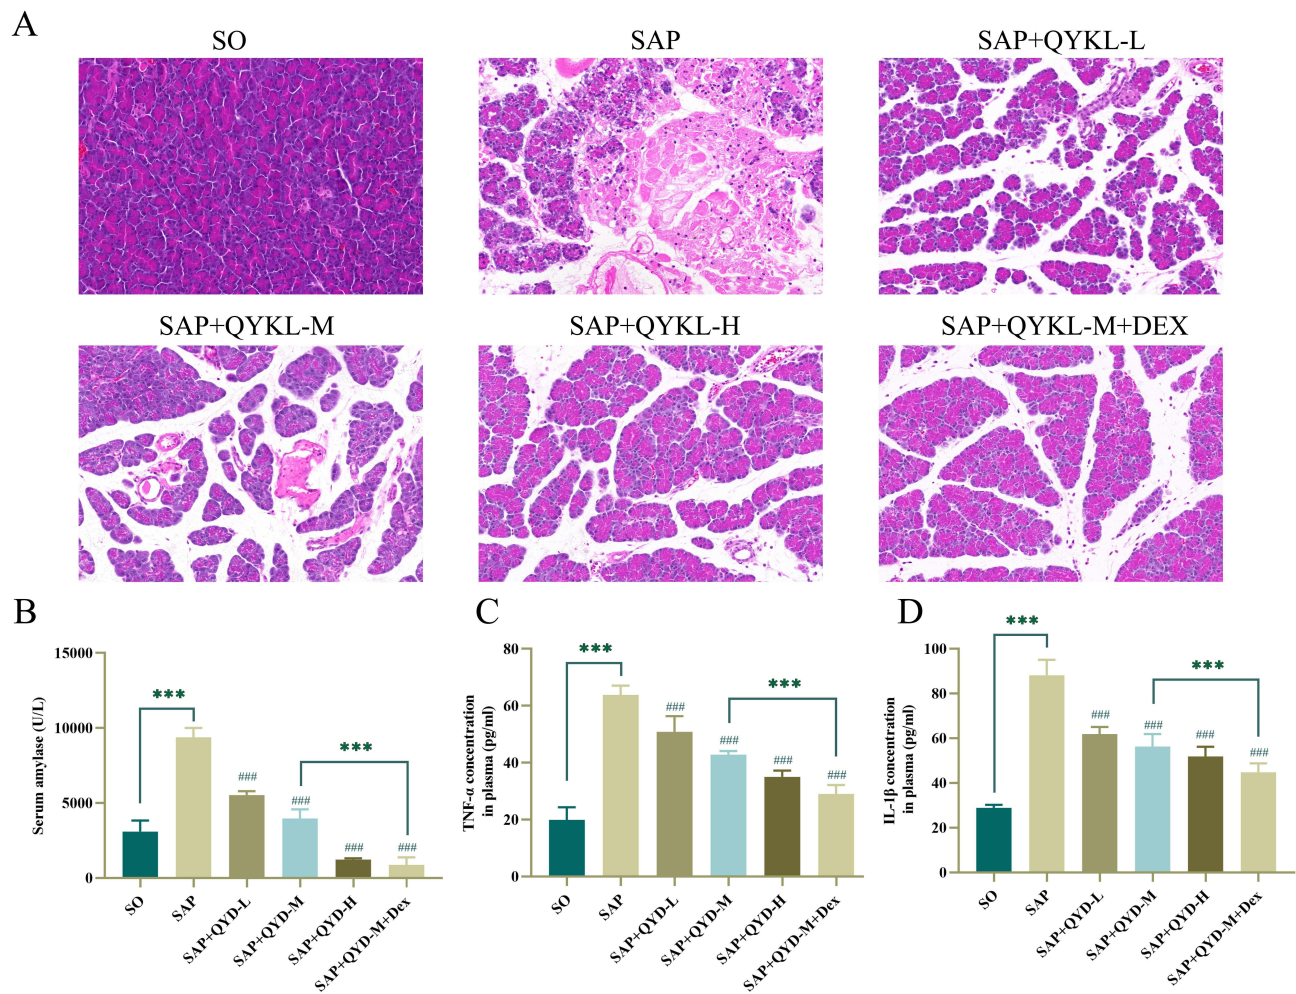 A
SO
SAP
SAP+QYKL-L
SAP+QYKL-M
SAP+QYKL-H
SAP+QYKL-M+DEX
B
Serum amylase (U/L)
15000
10000
5000
0
***
###
###
***
###
###
SO
SAP
SAP+QYD-L
SAP+QYD-M
SAP+QYD-H
SAP+QYD-M+Dex
C
TNF-α concentration
in plasma (pg/ml)
80
60
40
20
0
***
###
###
***
###
###
SO
SAP
SAP+QYD-L
SAP+QYD-M
SAP+QYD-H
SAP+QYD-M+Dex
D
IL-1β concentration
in plasma (pg/ml)
100
80
60
40
20
0
***
###
###
***
###
###
SO
SAP
SAP+QYD-L
SAP+QYD-M
SAP+QYD-H
SAP+QYD-M+Dex